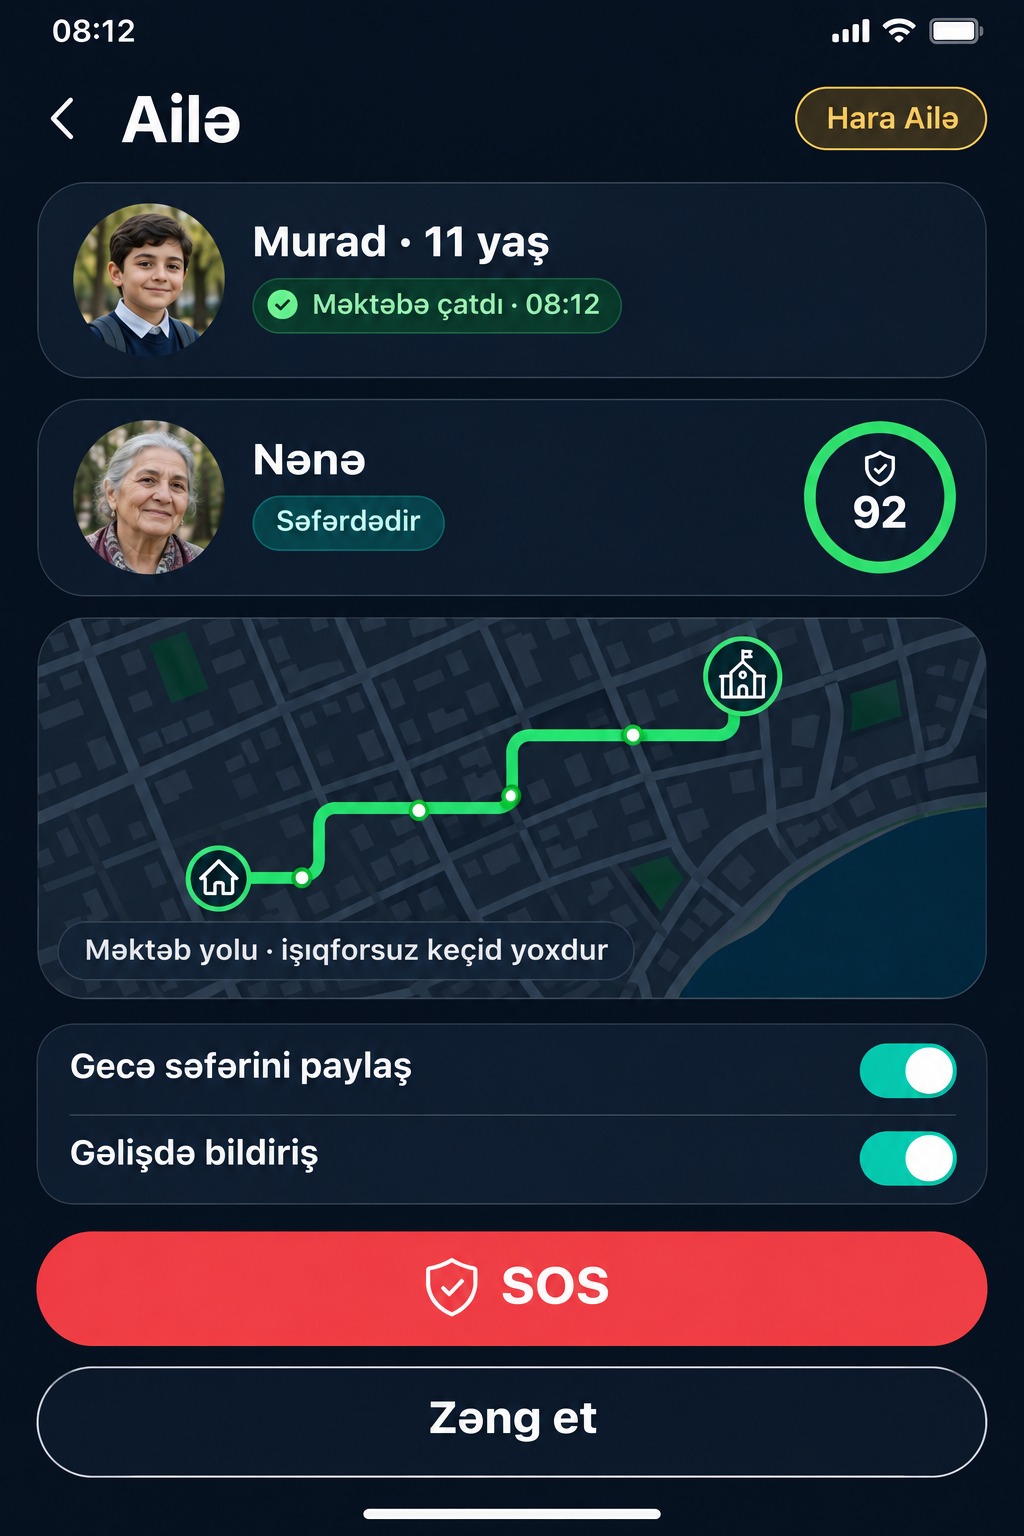 08:12
Ailə
Hara Ailə
Murad · 11 yaş
Məktəbə çatdı · 08:12
Nənə
Səfərdədir
92
Məktəb yolu · işıqforsuz keçid yoxdur
Gecə səfərini paylaş
Gəlişdə bildiriş
SOS
Zəng et